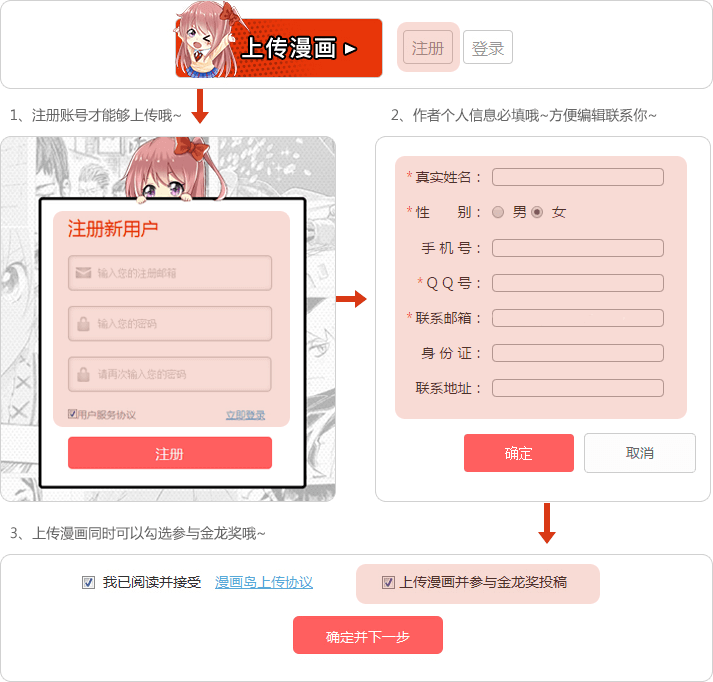 上传漫画
注册
登录
1、注册账号才能够上传哦~
2、作者个人信息必填哦~方便编辑联系你~
注册新用户
输入您的注册邮箱
输入您的密码
请再次输入您的密码
用户服务协议
立即登录
注册
*真实姓名：
*性 别： 男 女
手 机 号：
*Q Q 号：
*联系邮箱：
身 份 证：
联系地址：
确定
取消
3、上传漫画同时可以勾选参与金龙奖哦~
我已阅读并接受 漫画岛上传协议
上传漫画并参与金龙奖投稿
确定并下一步